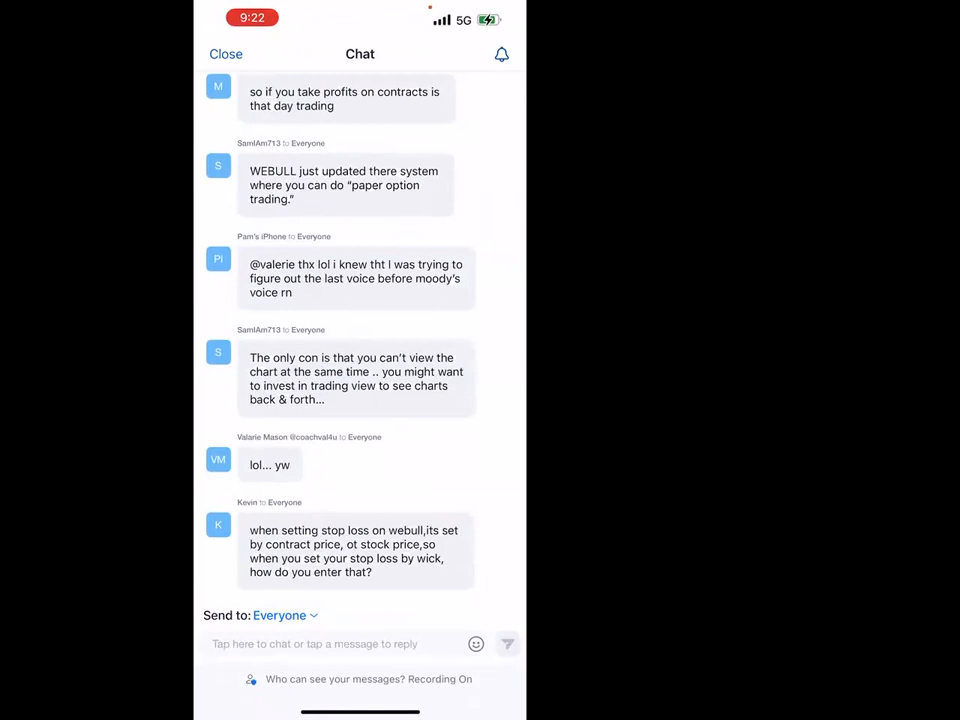 9:22
5G
Close
Chat
M
so if you take profits on contracts is
that day trading
SamIAm713 to Everyone
S
WEBULL just updated there system
where you can do “paper option
trading.”
Pam's iPhone to Everyone
PI
@valerie thx lol i knew tht I was trying to
figure out the last voice before moody’s
voice rn
SamIAm713 to Everyone
S
The only con is that you can’t view the
chart at the same time .. you might want
to invest in trading view to see charts
back & forth...
Valarie Mason @coachval4u to Everyone
VM
lol... yw
Kevin to Everyone
K
when setting stop loss on webull,its set
by contract price, ot stock price,so
when you set your stop loss by wick,
how do you enter that?
Send to: Everyone
Tap here to chat or tap a message to reply
Who can see your messages? Recording On